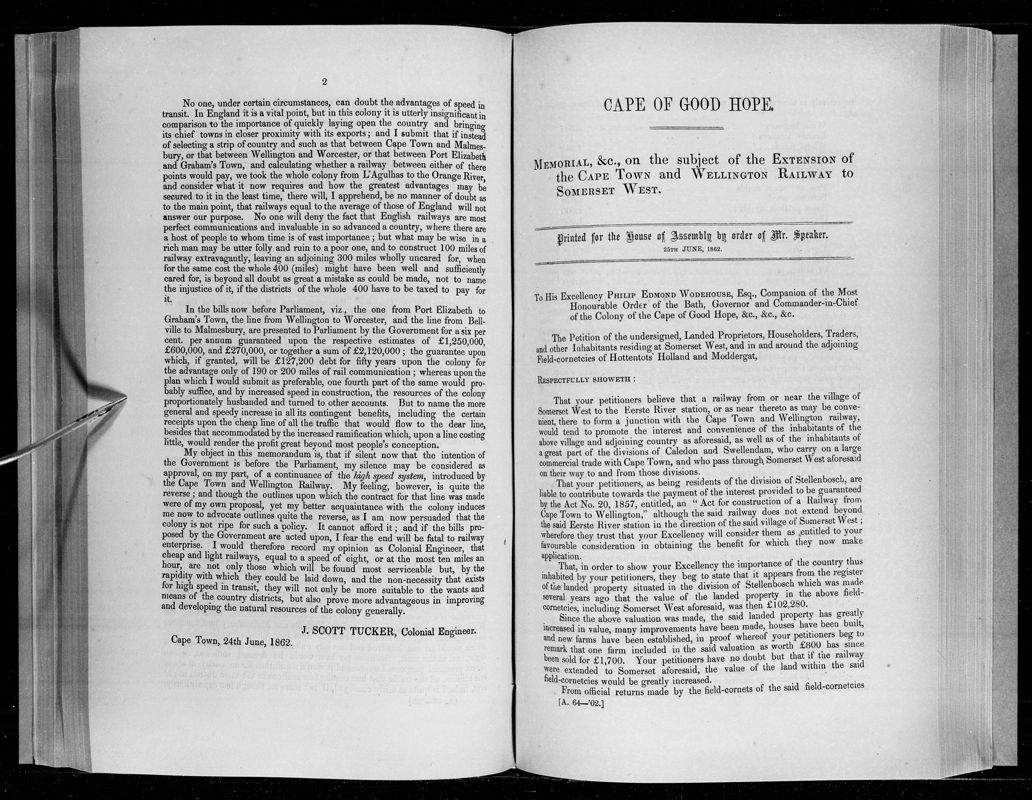 2
No one, under certain circumstances, can doubt the advantages of speed in
transit. In England it is a vital point, but in this colony it is utterly insignificant in
comparison to the importance of quickly laying open the country and bringing
its chief towns in closer proximity with its exports; and I submit that if instead
of selecting a strip of country and such as that between Cape Town and Malmes-
bury, or that between Wellington and Worcester, or that between Port Elizabeth
and Graham's Town, and calculating whether a railway between either of there
points would pay, we took the whole colony from L'Agulhas to the Orange River,
and consider what it now requires and how the greatest advantages may be
secured to it in the least time, there will, I apprehend, be no manner of doubt as
to the main point, that railways equal to the average of those of England will not
answer our purpose. No one will deny the fact that English railways are most
perfect communications and invaluable in so advanced a country, where there are
a host of people to whom time is of vast importance; but what may be wise in a
rich man may be utter folly and ruin to a poor one, and to construct 100 miles of
railway extravagantly, leaving an adjoining 300 miles wholly uncared for, when
for the same cost the whole 400 (miles) might have been well and sufficiently
cared for, is beyond all doubt as great a mistake as could be made, not to name
the injustice of it, if the districts of the whole 400 have to be taxed to pay for
it.
In the bills now before Parliament, viz., the one from Port Elizabeth to
Graham's Town, the line from Wellington to Worcester, and the line from Bell-
ville to Malmesbury, are presented to Parliament by the Government for a six per
cent. per annum guaranteed upon the respective estimates of £1,250,000,
£600,000, and £270,000, or together a sum of £2,120,000; the guarantee upon
which, if granted, will be £127,200 debt for fifty years upon the colony for
the advantage only of 190 or 200 miles of rail communication; whereas upon the
plan which I would submit as preferable, one fourth part of the same would pro-
bably suffice, and by increased speed in construction, the resources of the colony
proportionately husbanded and turned to other accounts. But to name the more
general and speedy increase in all its contingent benefits, including the certain
receipts upon the cheap line of all the traffic that would flow to the dear line,
besides that accommodated by the increased ramification which, upon a line costing
little, would render the profit great beyond most people's conception.
My object in this memorandum is, that if silent now that the intention of
the Government is before the Parliament, my silence may be considered as
approval, on my part, of a continuance of the high speed system, introduced by
the Cape Town and Wellington Railway. My feeling, however, is quite the
reverse; and though the outlines upon which the contract for that line was made
were of my own proposal, yet my better acquaintance with the colony induces
me now to advocate outlines quite the reverse, as I am now persuaded that the
colony is not ripe for such a policy. It cannot afford it; and if the bills pro-
posed by the Government are acted upon, I fear the end will be fatal to railway
enterprise. I would therefore record my opinion as Colonial Engineer, that
cheap and light railways, equal to a speed of eight, or at the most ten miles an
hour, are not only those which will be found most serviceable but, by the
rapidity with which they could be laid down, and the non-necessity that exists
for high speed in transit, they will not only be more suitable to the wants and
means of the country districts, but also prove more advantageous in improving
and developing the natural resources of the colony generally.
J. SCOTT TUCKER, Colonial Engineer.
Cape Town, 24th June, 1862.
CAPE OF GOOD HOPE.
MEMORIAL, &c., on the subject of the EXTENSION of
the CAPE TOWN and WELLINGTON RAILWAY to
SOMERSET WEST.
Printed for the House of Assembly by order of Mr. Speaker.
25TH JUNE, 1862.
To His Excellency PHILIP EDMOND WODEHOUSE, Esq., Companion of the Most
Honourable Order of the Bath, Governor and Commander-in-Chief
of the Colony of the Cape of Good Hope, &c., &c., &c.
The Petition of the undersigned, Landed Proprietors, Householders, Traders,
and other Inhabitants residing at Somerset West, and in and around the adjoining
Field-cornetcies of Hottentots' Holland and Moddergat,
RESPECTFULLY SHOWETH:
That your petitioners believe that a railway from or near the village of
Somerset West to the Eerste River station, or as near thereto as may be conve-
nient, there to form a junction with the Cape Town and Wellington railway,
would tend to promote the interest and convenience of the inhabitants of the
above village and adjoining country as aforesaid, as well as of the inhabitants of
a great part of the divisions of Caledon and Swellendam, who carry on a large
commercial trade with Cape Town, and who pass through Somerset West aforesaid
on their way to and from those divisions.
That your petitioners, as being residents of the division of Stellenbosch, are
liable to contribute towards the payment of the interest provided to be guaranteed
by the Act No. 20, 1857, entitled, an "Act for construction of a Railway from
Cape Town to Wellington," although the said railway does not extend beyond
the said Eerste River station in the direction of the said village of Somerset West;
wherefore they trust that your Excellency will consider them as entitled to your
favourable consideration in obtaining the benefit for which they now make
application.
That, in order to show your Excellency the importance of the country thus
inhabited by your petitioners, they beg to state that it appears from the register
of the landed property situated in the division of Stellenbosch which was made
several years ago that the value of the landed property in the above field-
cornetcies, including Somerset West aforesaid, was then £102,280.
Since the above valuation was made, the said landed property has greatly
increased in value, many improvements have been made, houses have been built,
and new farms have been established, in proof whereof your petitioners beg to
remark that one farm included in the said valuation as worth £800 has since
been sold for £1,700. Your petitioners have no doubt but that if the railway
were extended to Somerset aforesaid, the value of the land within the said
field-cornetcies would be greatly increased.
From official returns made by the field-cornets of the said field-cornetcies
[A. 64—'62.]